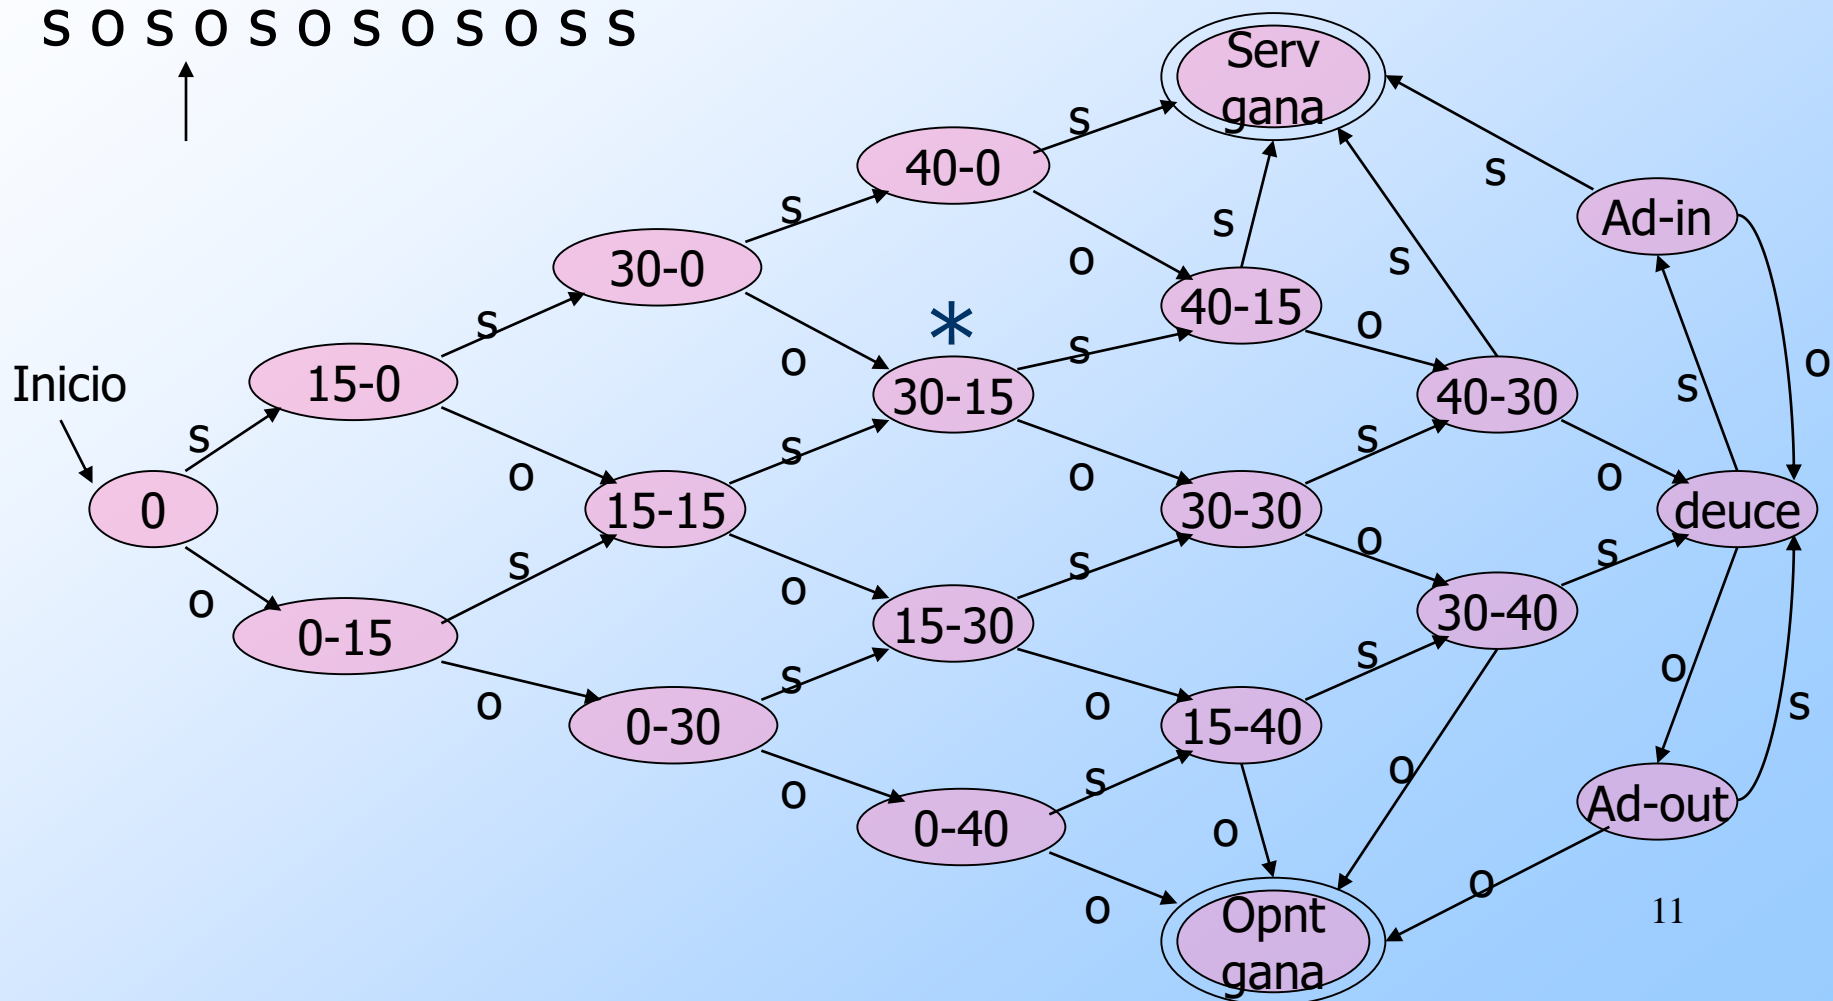 s o s o s o s o s o s s
Serv
gana
s
40-0
s
s
Ad-in
s
30-0
s
o
s
40-15
*
s
o
o
s
o
Inicio
15-0
30-15
40-30
s
s
s
s
o
o
o
0
15-15
30-30
deuce
o
s
s
s
o
o
0-15
15-30
30-40
s
s
o
o
o
s
0-30
15-40
s
o
o
Ad-out
0-40
o
o
o
Opnt
gana
11